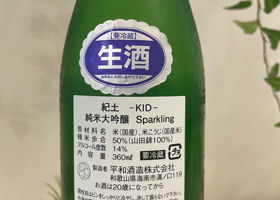 【要冷蔵】
生酒
紀土 -KID-
純米大吟醸 Sparkling
原材料名 米(国産)、米こうじ(国産米)
精米歩合 50%(山田錦100%)
アルコール度数 14%
内容量 360ml 要冷蔵
製造者 平和酒造株式会社
和歌山県海南市溝ノ口119
お酒は20歳になってから